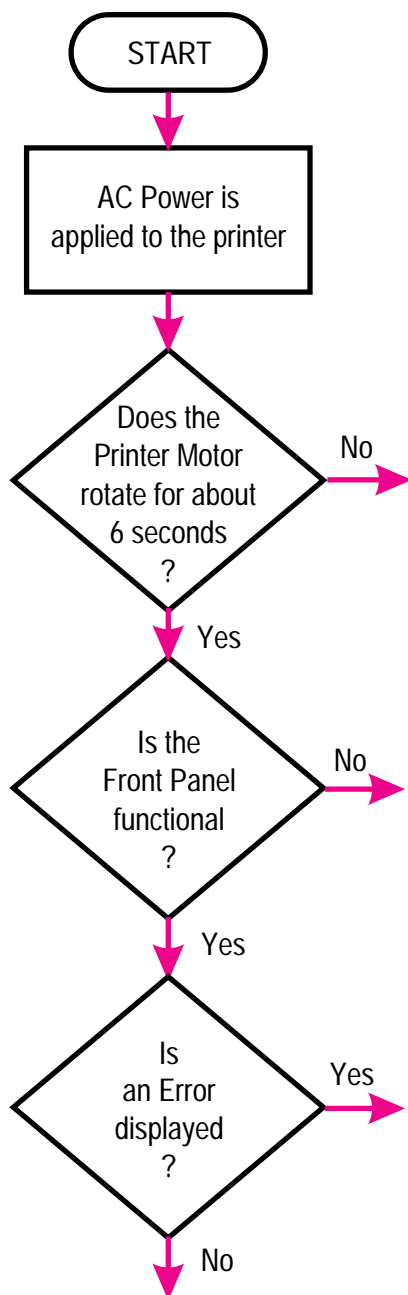 START
AC Power is
applied to the printer
Does the
Printer Motor
rotate for about
6 seconds
?
No
Yes
Is the
Front Panel
functional
?
No
Yes
Is
an Error
displayed
?
Yes
No